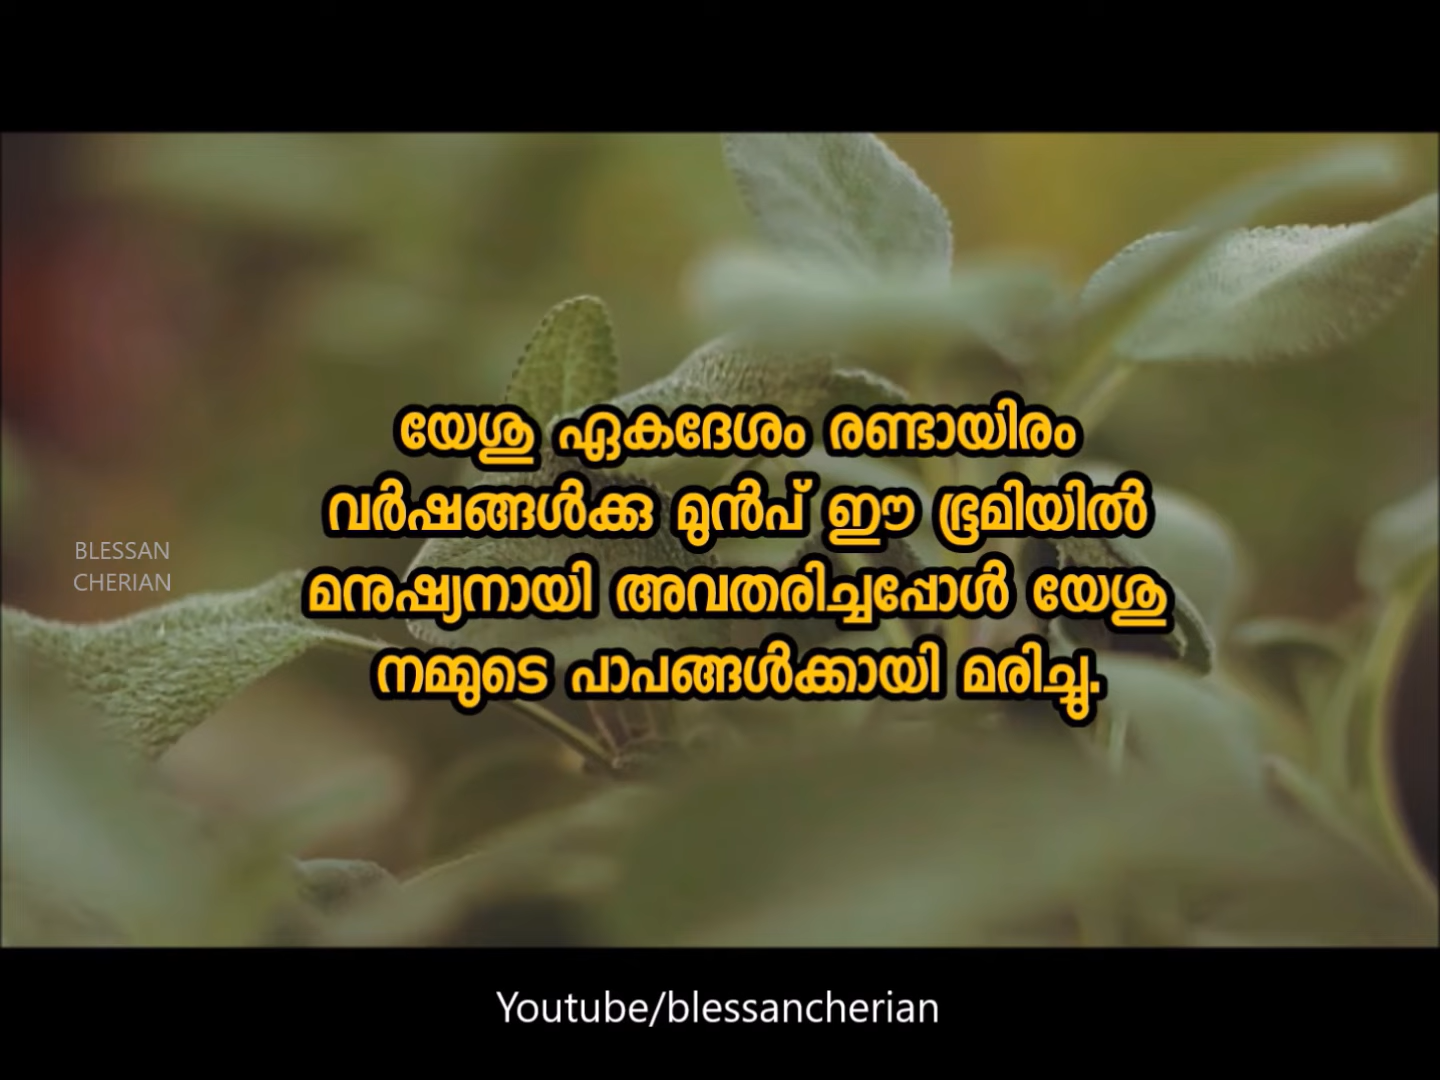 യേശു ഏകദേശം രണ്ടായിരം
വർഷങ്ങൾക്കു മുൻപ് ഈ ഭൂമിയിൽ
മനുഷ്യനായി അവതരിച്ചപ്പോൾ യേശു
നമ്മുടെ പാപങ്ങൾക്കായി മരിച്ചു.
BLESSAN
CHERIAN
Youtube/blessancherian